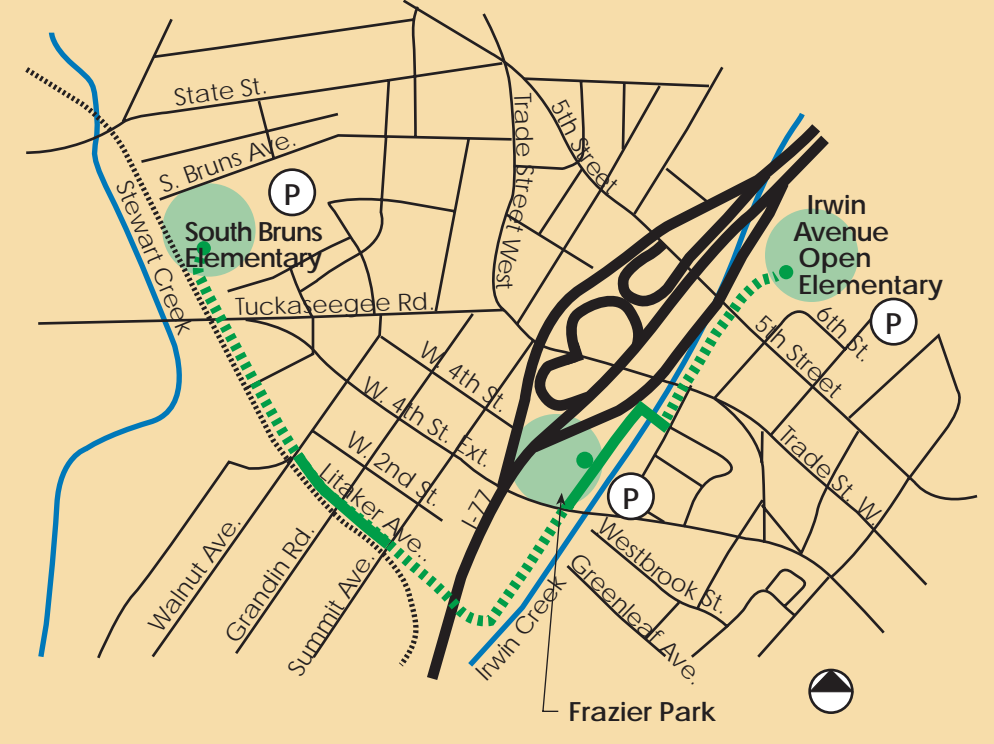 State St.
S. Bruns Ave.
P
Trade Street West
5th Street
Stewart Creek
South Bruns
Elementary
Irwin
Avenue
Open
Elementary
P
Tuckaseegee Rd.
6th St.
5th Street
W. 4th St.
W. 4th St. Ext.
W. 2nd St.
Trade St. W.
Litaker Ave..
I-77
P
Walnut Ave.
Grandin Rd.
Summit Ave.
Westbrook St.
Greenleaf Ave.
Irwin Creek
Frazier Park